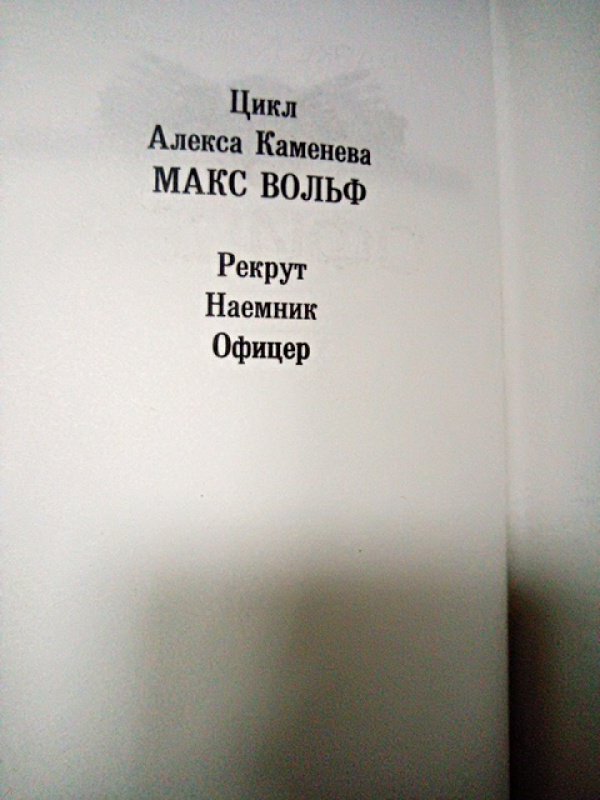 Цикл
Алекса Каменева
МАКС ВОЛЬФ
Рекрут
Наемник
Офицер